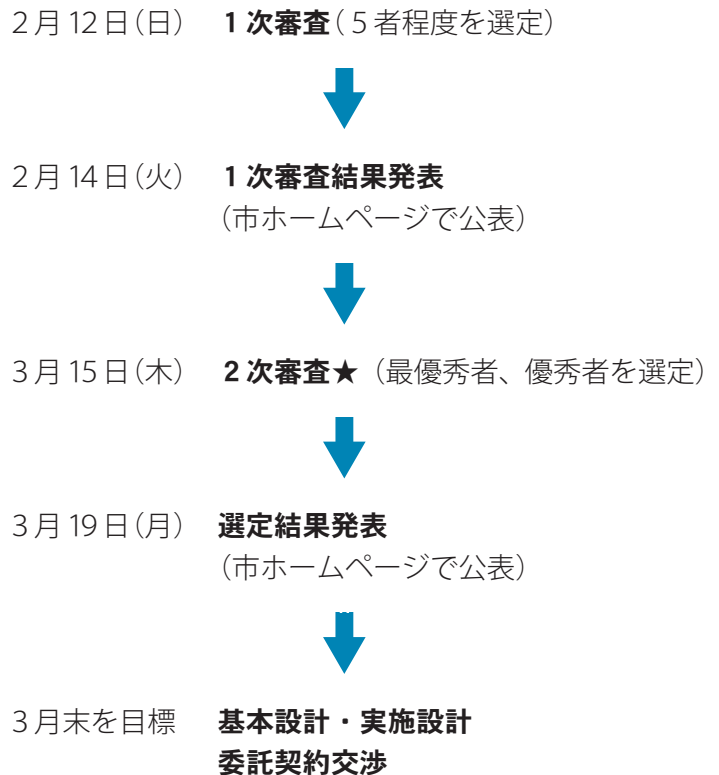 2月12日(日) 1次審査(5者程度を選定)
2月14日(火) 1次審査結果発表
(市ホームページで公表)
3月15日(木) 2次審査★(最優秀者、優秀者を選定)
3月19日(月) 選定結果発表
(市ホームページで公表)
3月末を目標 基本設計・実施設計
委託契約交渉